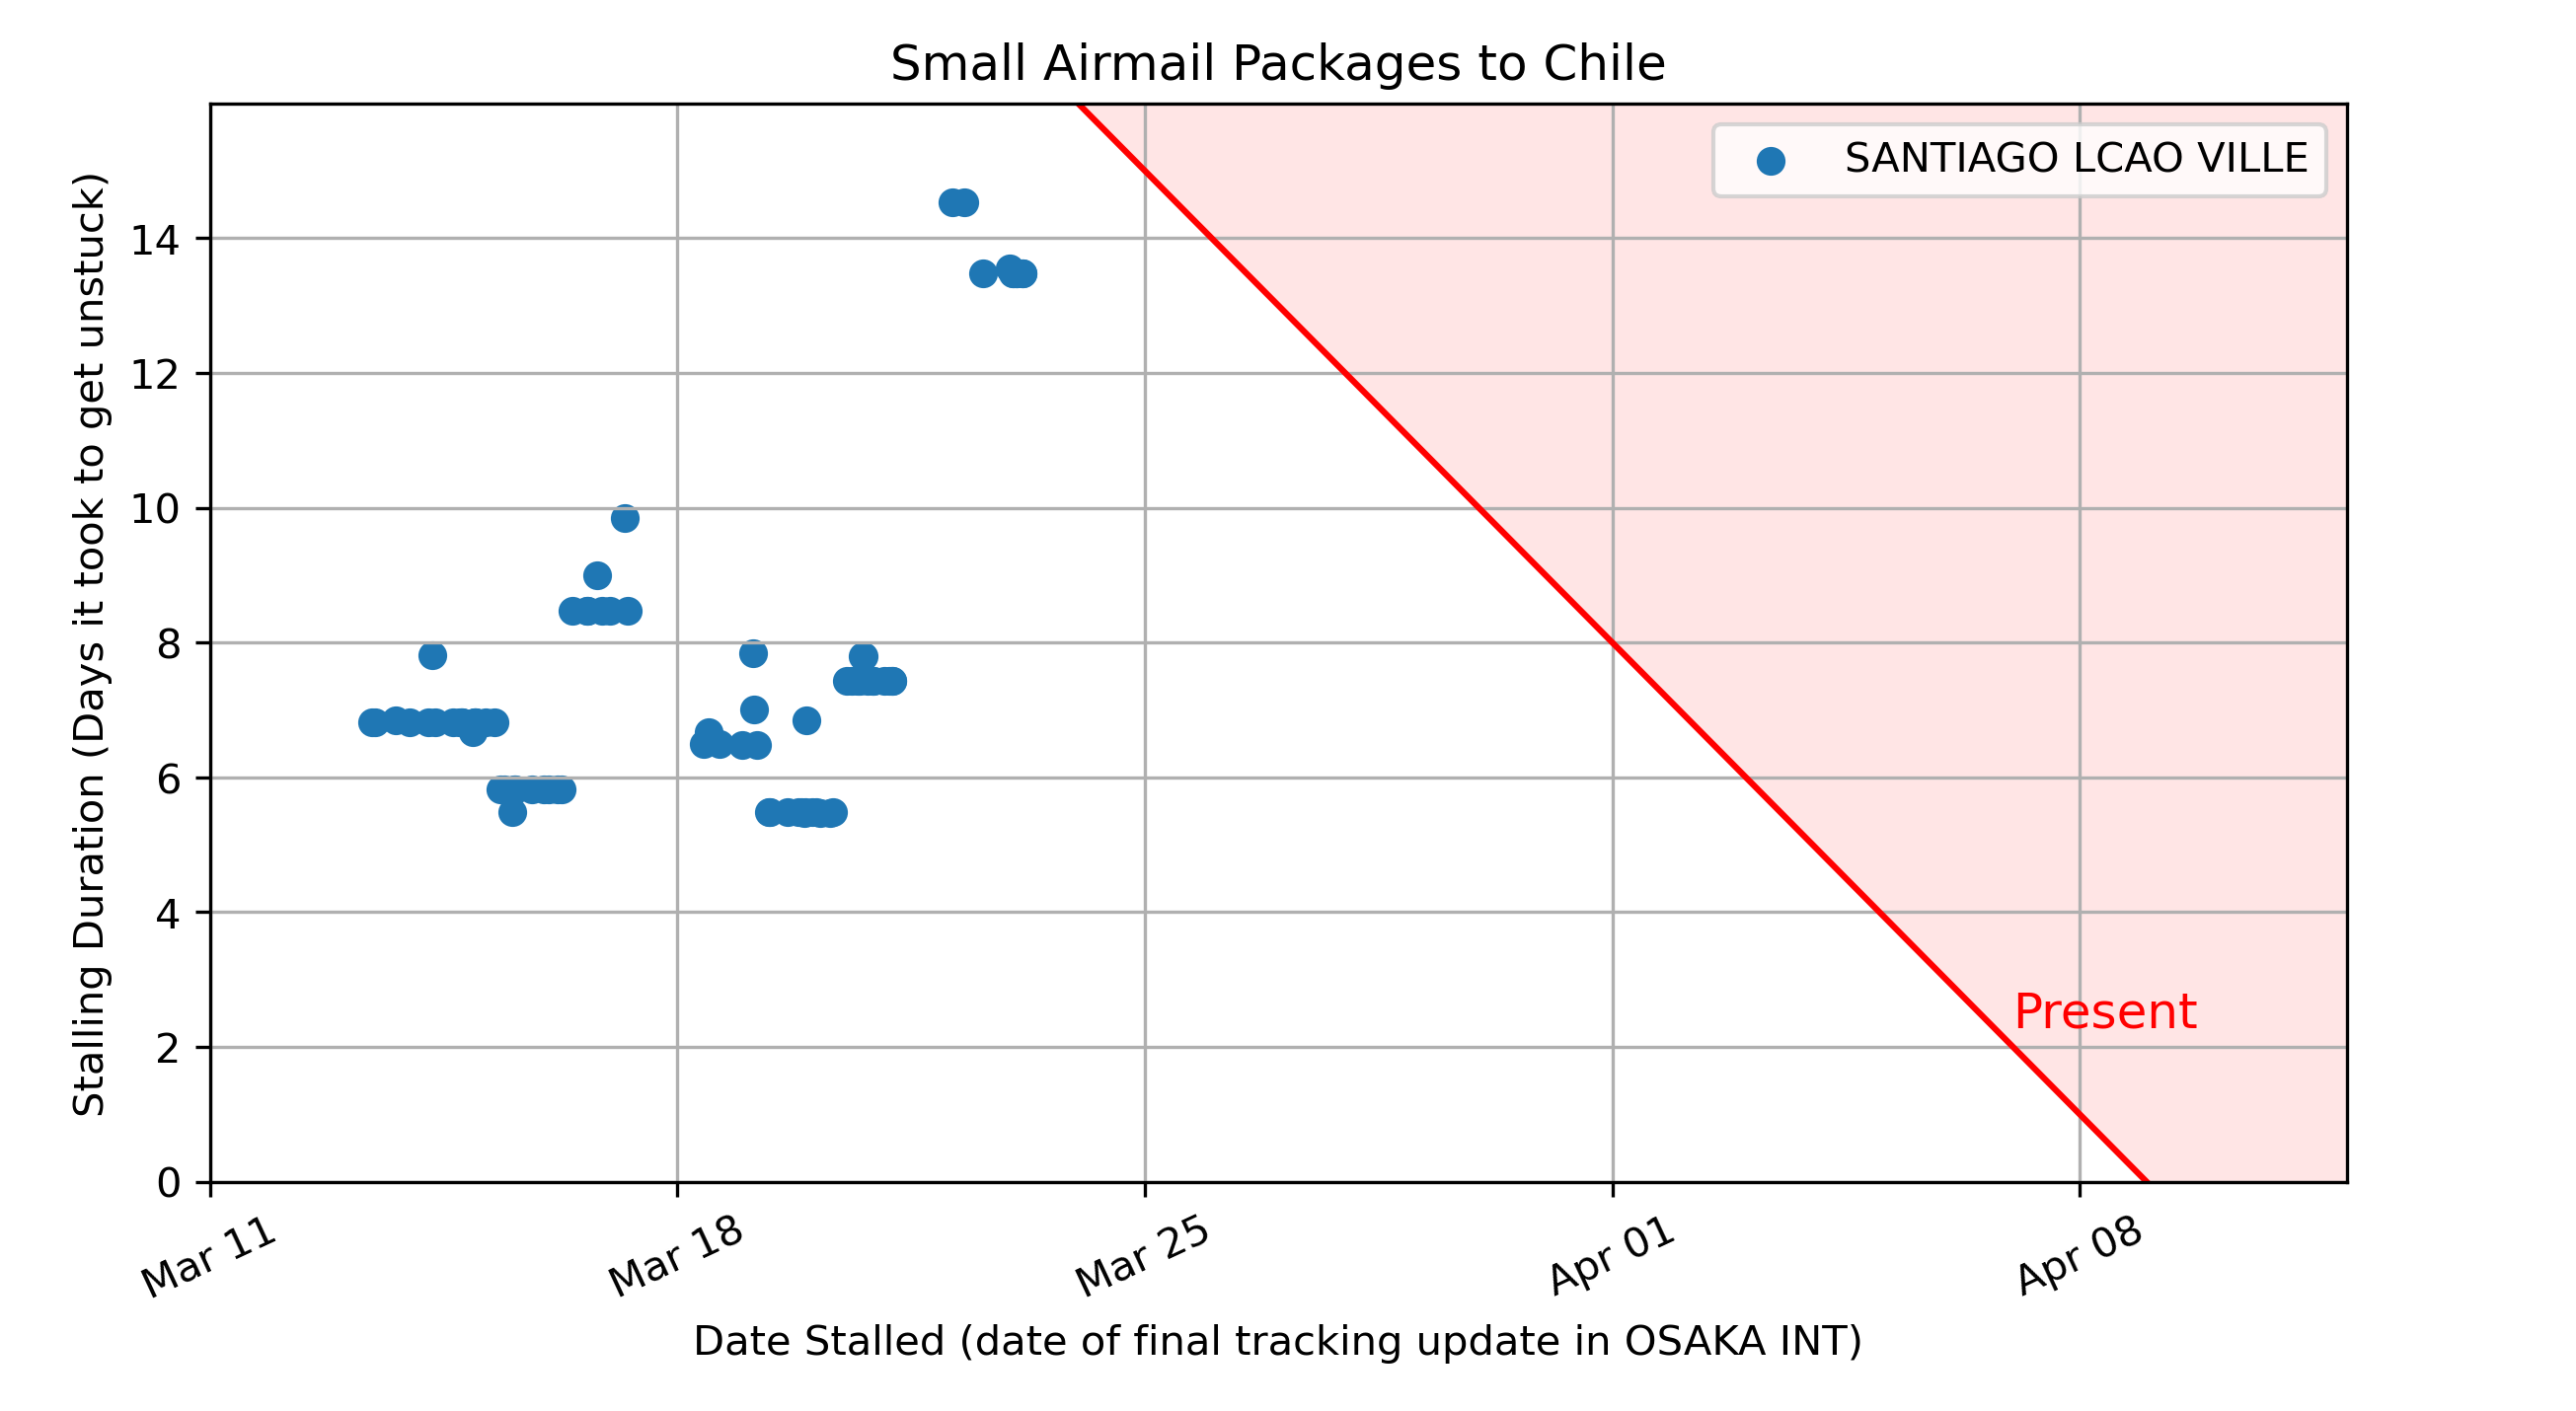 Small Airmail Packages to Chile
SANTIAGO LCAO VILLE
Stalling Duration (Days it took to get unstuck)
14
12
10
8
6
4
2
0
Present
Mar 11
Mar 18
Mar 25
Apr 01
Apr 08
Date Stalled (date of final tracking update in OSAKA INT)